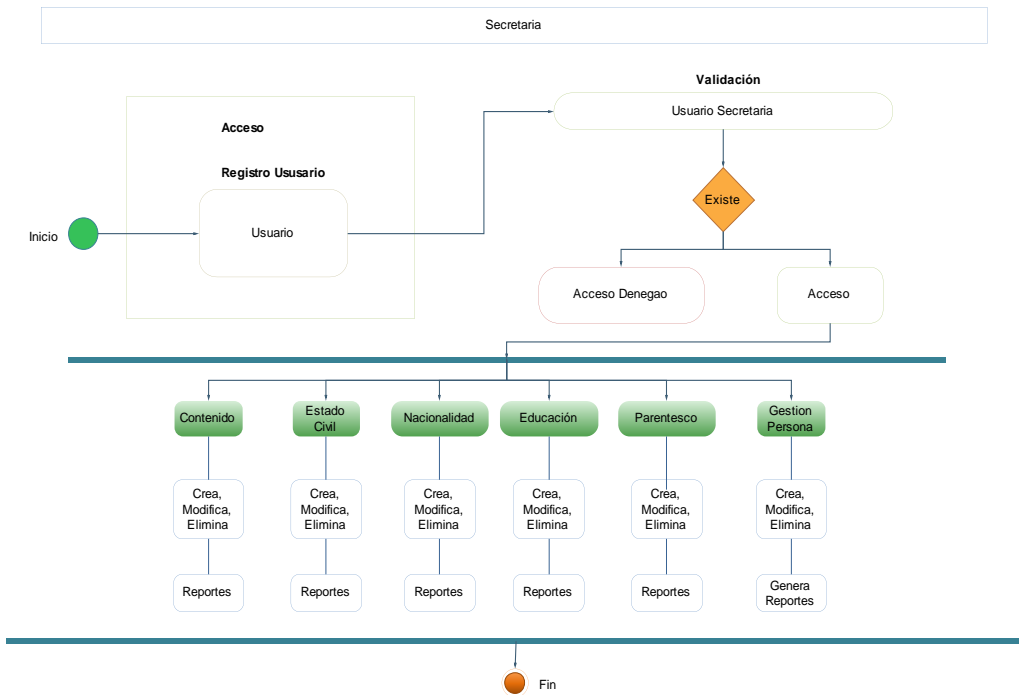 Secretaria
Validación
Usuario Secretaria
Acceso
Registro Ususario
Existe
Inicio
Usuario
Acceso Denegao
Acceso
Contenido
Estado
Civil
Nacionalidad
Educación
Parentesco
Gestion
Persona
Crea,
Modifica,
Elimina
Crea,
Modifica,
Elimina
Crea,
Modifica,
Elimina
Crea,
Modifica,
Elimina
Crea,
Modifica,
Elimina
Crea,
Modifica,
Elimina
Reportes
Reportes
Reportes
Reportes
Reportes
Genera
Reportes
Fin